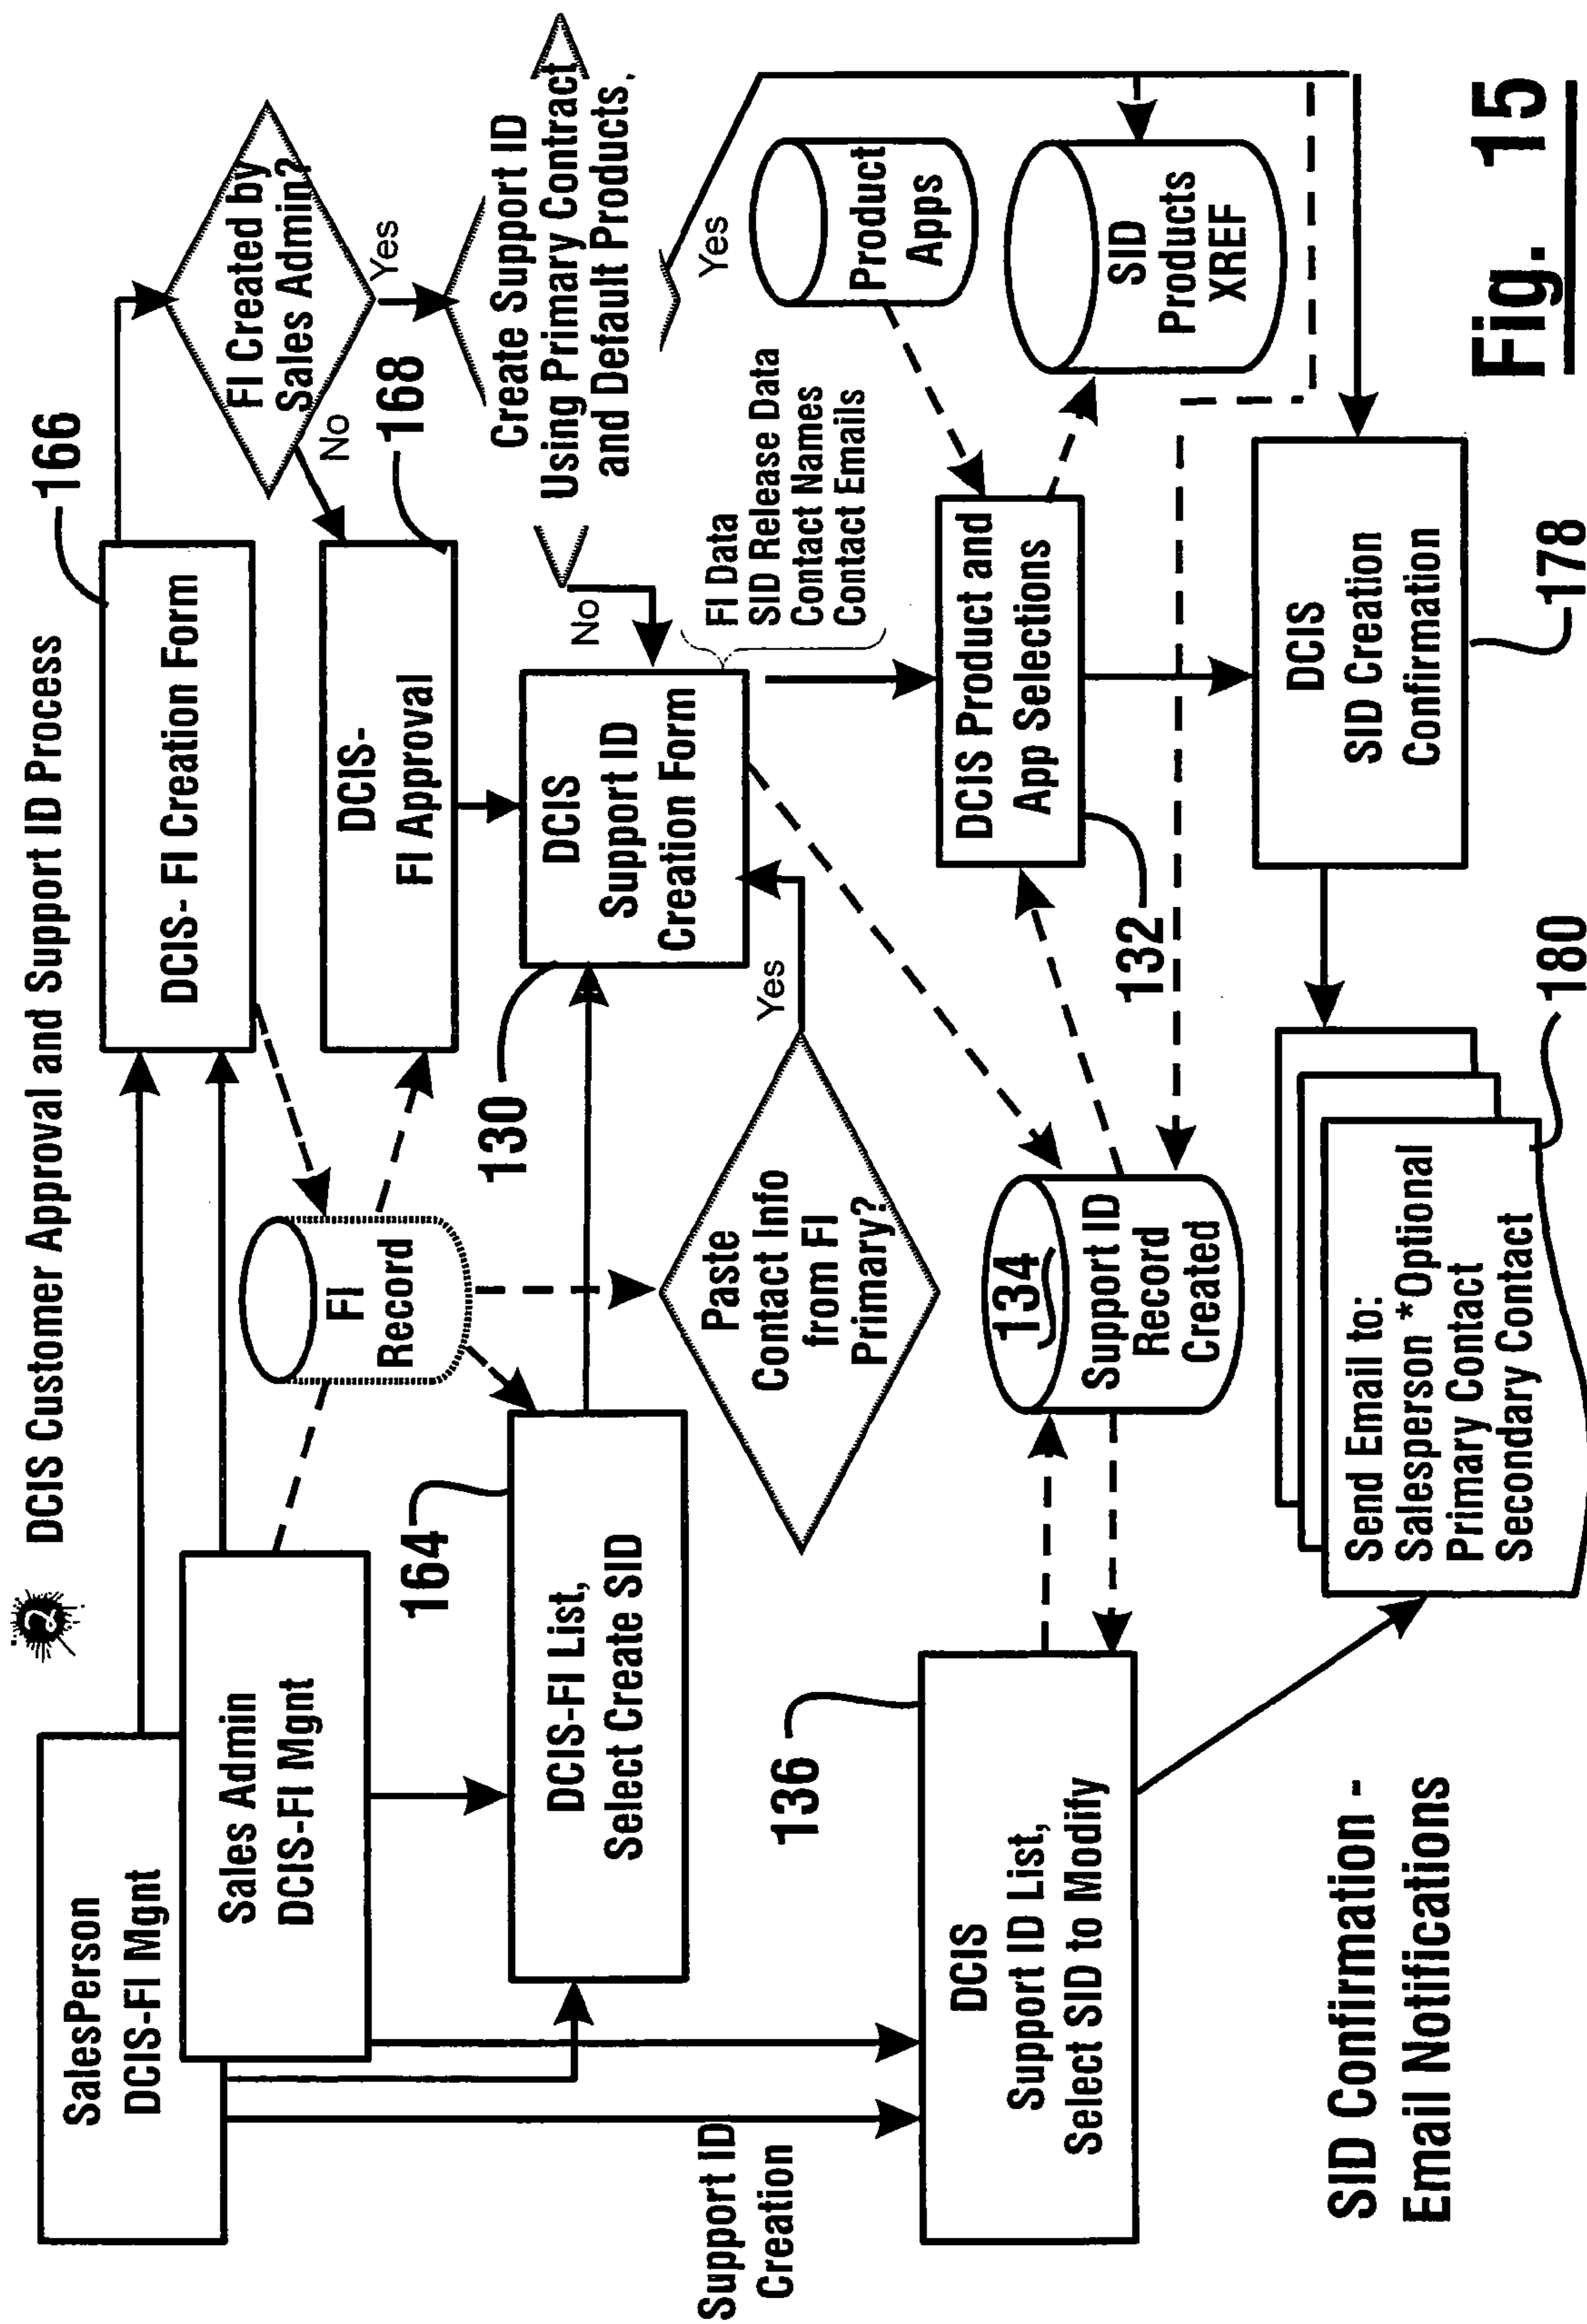 DCIS Customer Approval and Support ID Process
2
SalesPerson
DCIS-FI Mgnt
Sales Admin
DCIS-FI Mgnt
DCIS- FI Creation Form
166
FI Created by
Sales Admin?
Yes
No
168
DCIS-
FI Approval
FI
Record
164
DCIS-FI List,
Select Create SID
130
DCIS
Support ID
Creation Form
No
Create Support ID
Using Primary Contract
and Default Products,
Yes
FI Data
SID Release Data
Contact Names
Contact Emails
Paste
Contact Info
from FI
Primary?
Yes
Support ID
Creation
136
DCIS
Support ID List,
Select SID to Modify
134
Support ID
Record
Created
132
DCIS Product and
App Selections
Product
Apps
SID
Products
XREF
DCIS
SID Creation
Confirmation
178
180
Send Email to:
Salesperson *Optional
Primary Contact
Secondary Contact
SID Confirmation -
Email Notifications
Fig. 15